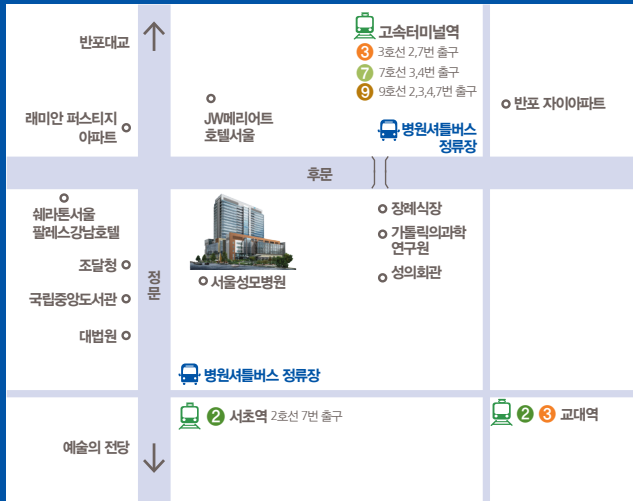 반포대교
고속터미널역
3 3호선 2,7번 출구
7 7호선 3,4번 출구
9 9호선 2,3,4,7번 출구
래미안 퍼스티지
아파트
JW메리어트
호텔서울
병원셔틀버스
정류장
반포 자이아파트
후문
쉐라톤서울
팔레스강남호텔
조달청
국립중앙도서관
대법원
정문
서울성모병원
장례식장
가톨릭의과학
연구원
성의회관
병원셔틀버스 정류장
2 서초역 2호선 7번 출구
2 3 교대역
예술의 전당